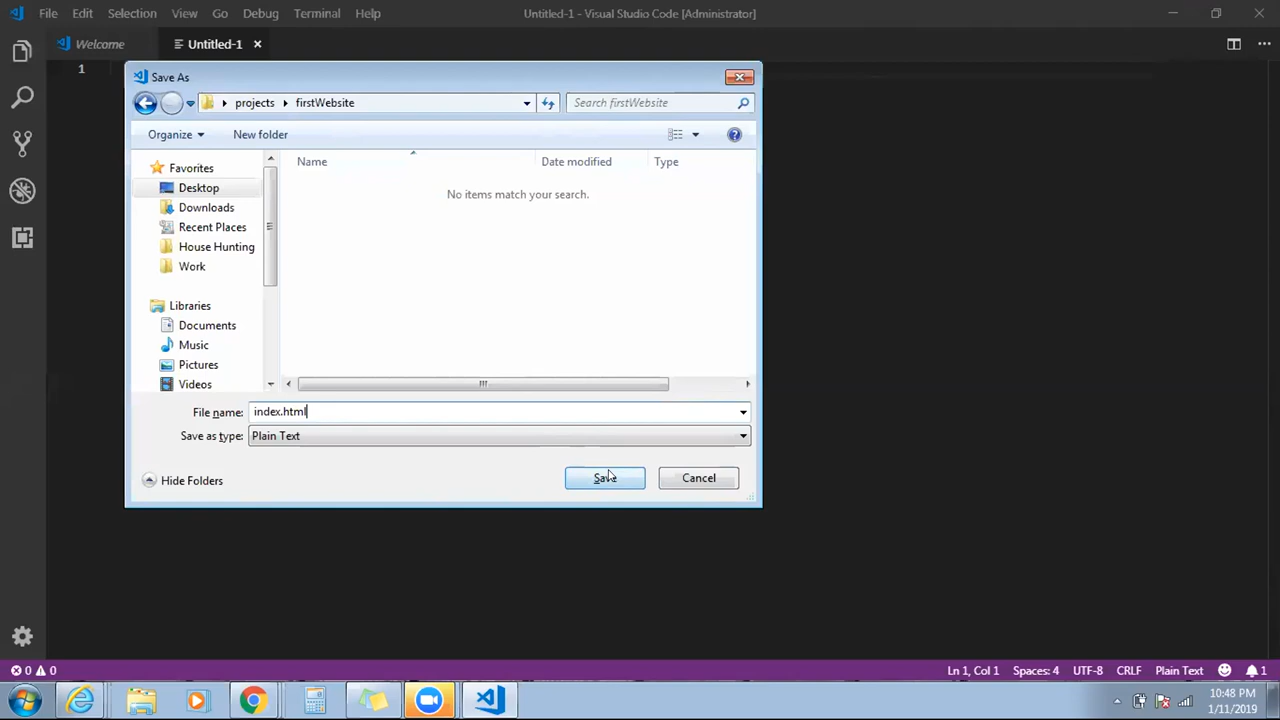 File Edit Selection View Go Debug Terminal Help Untitled-1 - Visual Studio Code [Administrator]
Welcome Untitled-1
1
Save As
projects firstWebsite Search firstWebsite
Organize New folder
Name Date modified Type
No items match your search.
Favorites
Desktop
Downloads
Recent Places
House Hunting
Work
Libraries
Documents
Music
Pictures
Videos
File name: index.html
Save as type: Plain Text
Hide Folders Save Cancel
0 0 Ln 1, Col 1 Spaces: 4 UTF-8 CRLF Plain Text 1
10:48 PM
1/11/2019